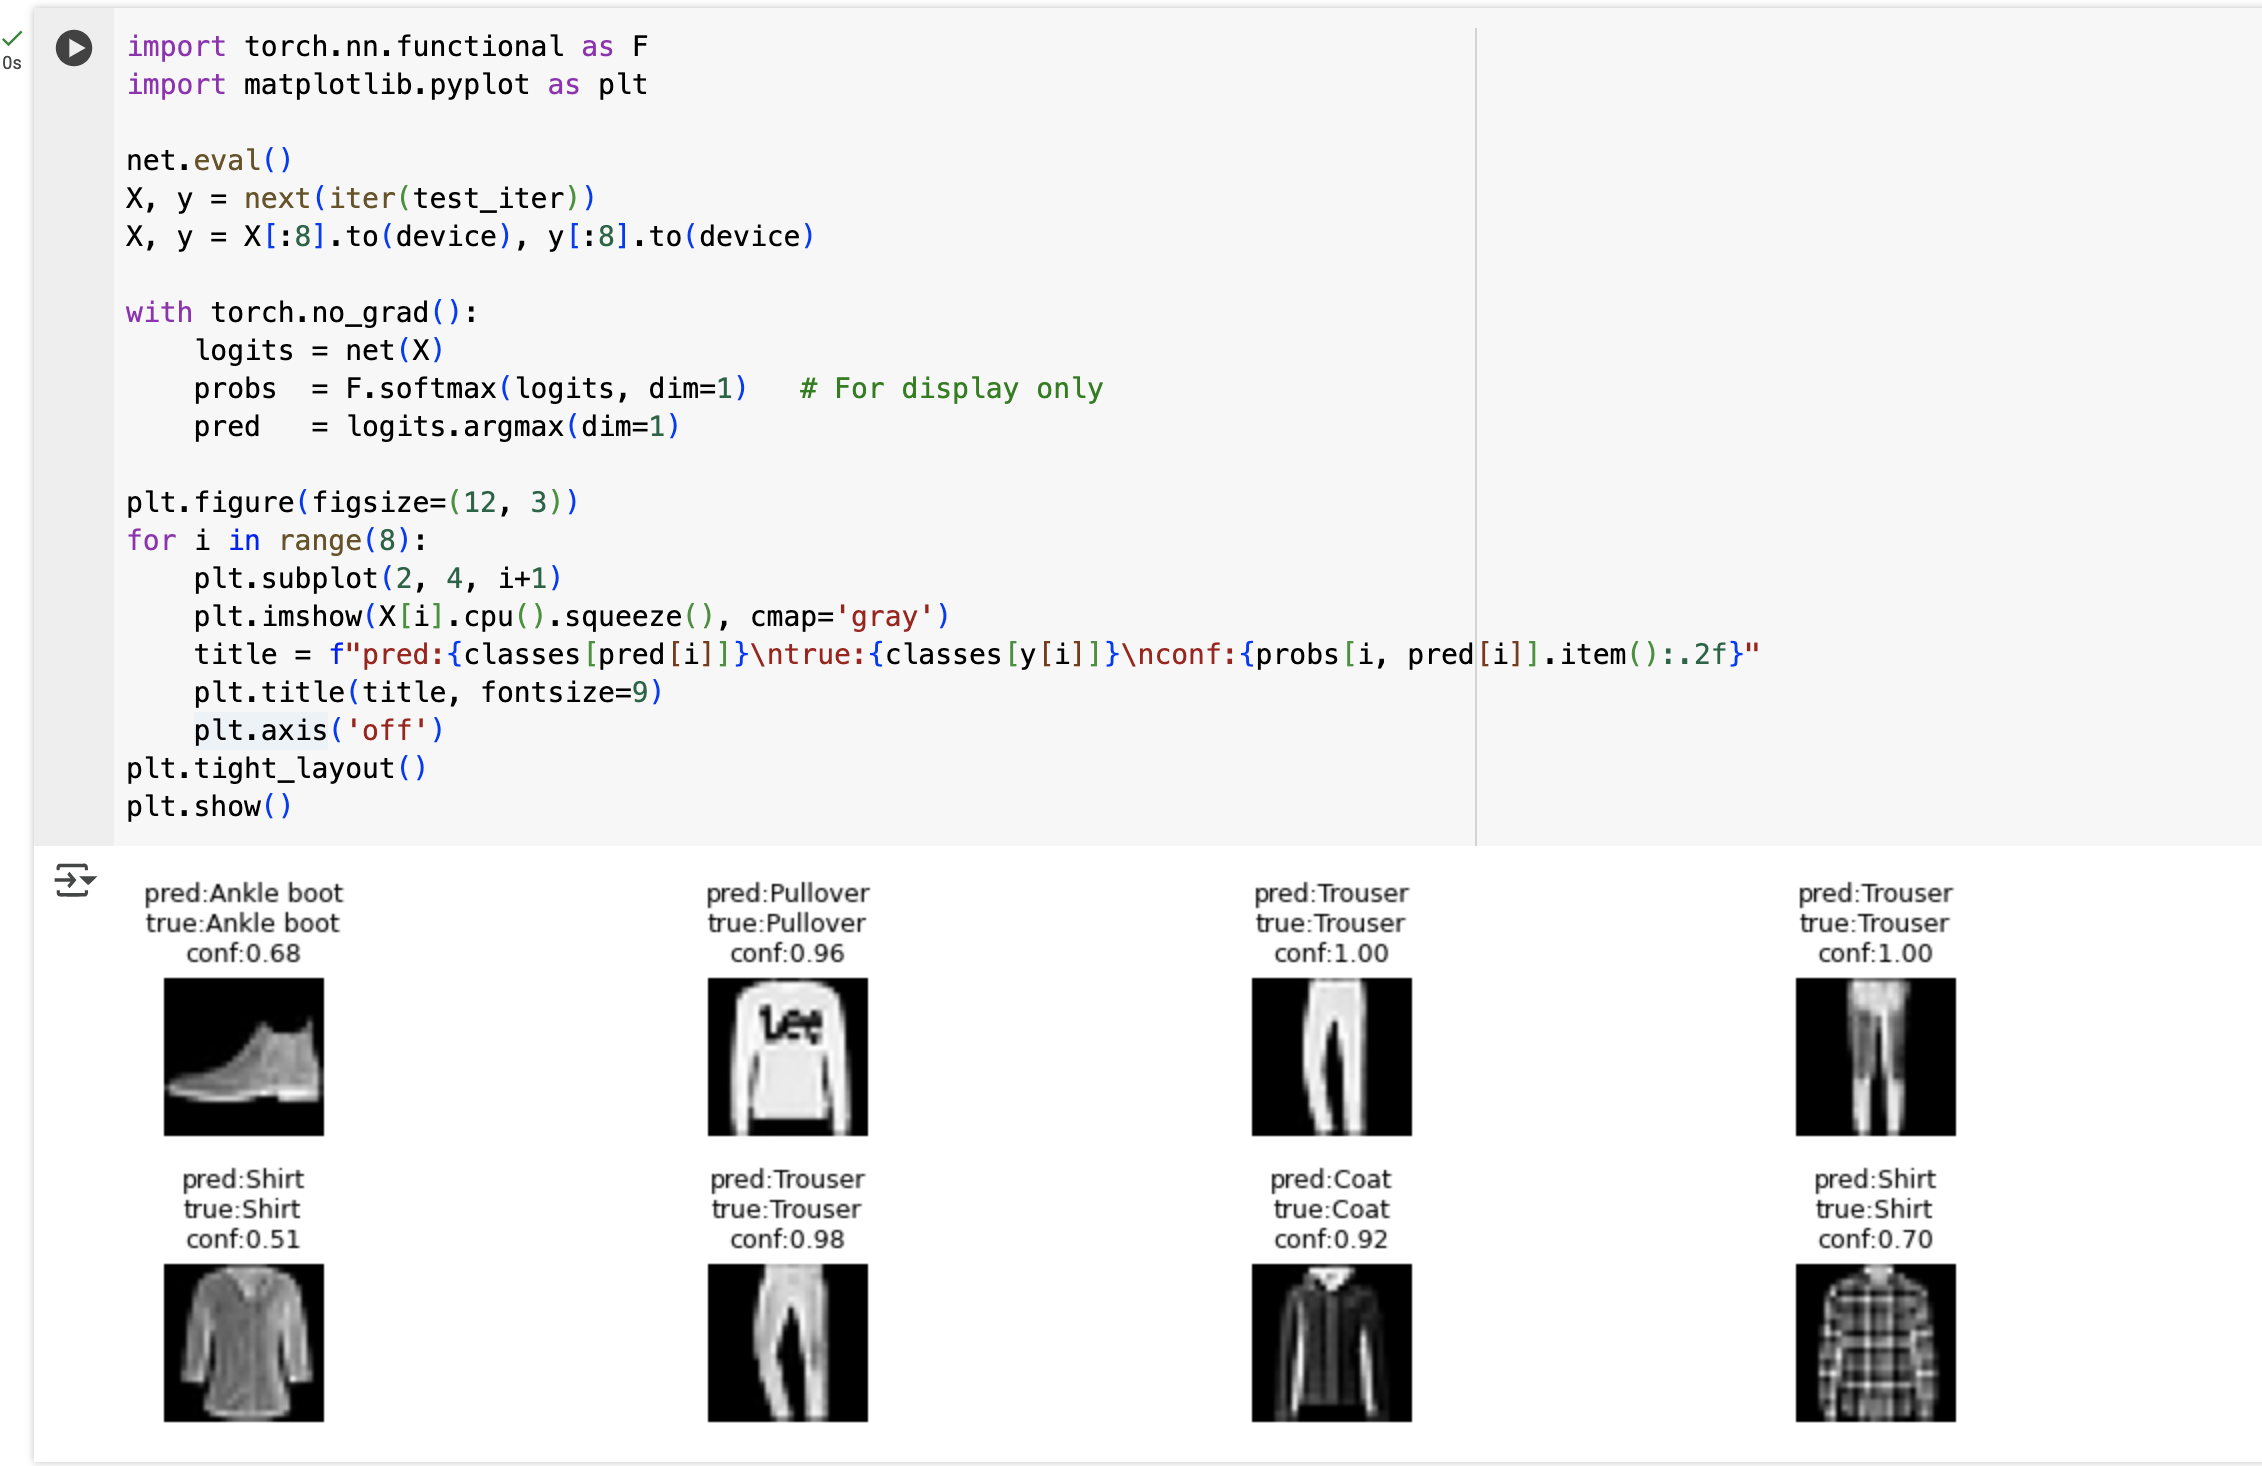 0s
import torch.nn.functional as F
import matplotlib.pyplot as plt
net.eval()
X, y = next(iter(test_iter))
X, y = X[:8].to(device), y[:8].to(device)
with torch.no_grad():
    logits = net(X)
    probs  = F.softmax(logits, dim=1)   # For display only
    pred   = logits.argmax(dim=1)
plt.figure(figsize=(12, 3))
for i in range(8):
    plt.subplot(2, 4, i+1)
    plt.imshow(X[i].cpu().squeeze(), cmap='gray')
    title = f"pred:{classes[pred[i]]}\ntrue:{classes[y[i]]}\nconf:{probs[i, pred[i]].item():.2f}"
    plt.title(title, fontsize=9)
    plt.axis('off')
plt.tight_layout()
plt.show()
pred:Ankle boot
true:Ankle boot
conf:0.68
pred:Pullover
true:Pullover
conf:0.96
Lee
pred:Trouser
true:Trouser
conf:1.00
pred:Trouser
true:Trouser
conf:1.00
pred:Shirt
true:Shirt
conf:0.51
pred:Trouser
true:Trouser
conf:0.98
pred:Coat
true:Coat
conf:0.92
pred:Shirt
true:Shirt
conf:0.70